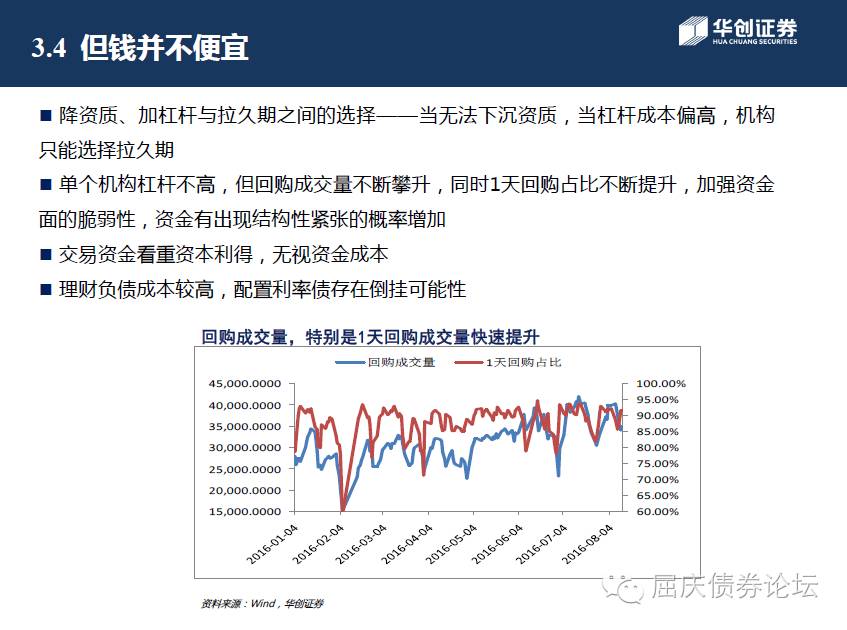 3.4 但钱并不便宜
华创证券
HUA CHUANG SECURITIES
■ 降资质、加杠杆与拉久期之间的选择——当无法下沉资质，当杠杆成本偏高，机构
只能选择拉久期
■ 单个机构杠杆不高，但回购成交量不断攀升，同时1天回购占比不断提升，加强资金
面的脆弱性，资金有出现结构性紧张的概率增加
■ 交易资金看重资本利得，无视资金成本
■ 理财负债成本较高，配置利率债存在倒挂可能性
回购成交量，特别是1天回购成交量快速提升
回购成交量 1天回购占比
45,000.0000 100.00%
95.00%
40,000.0000 90.00%
35,000.0000 85.00%
30,000.0000 80.00%
25,000.0000 75.00%
70.00%
20,000.0000 65.00%
15,000.0000 60.00%
2016-01-04 2016-02-04 2016-03-04 2016-04-04 2016-05-04 2016-06-04 2016-07-04 2016-08-04
资料来源：Wind，华创证券
屈庆债券论坛